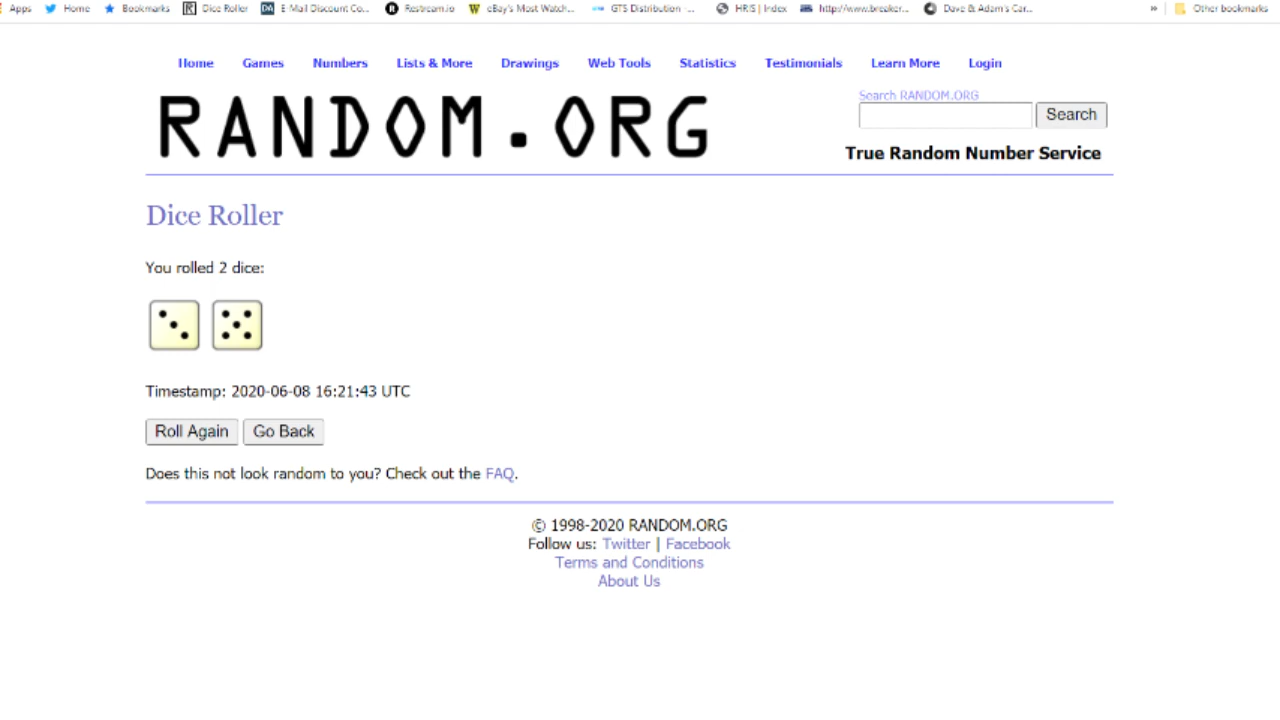 Apps Home Bookmarks Dice Roller E-Mail Discount Co... Restream.io eBay's Most Watch... GTS Distribution -... HRIS | Index http://www.breaker... Dave & Adam's Car... » Other bookmarks
Home Games Numbers Lists & More Drawings Web Tools Statistics Testimonials Learn More Login
RANDOM.ORG
Search RANDOM.ORG
Search
True Random Number Service
Dice Roller
You rolled 2 dice:
Timestamp: 2020-06-08 16:21:43 UTC
Roll Again Go Back
Does this not look random to you? Check out the FAQ.
© 1998-2020 RANDOM.ORG
Follow us: Twitter | Facebook
Terms and Conditions
About Us